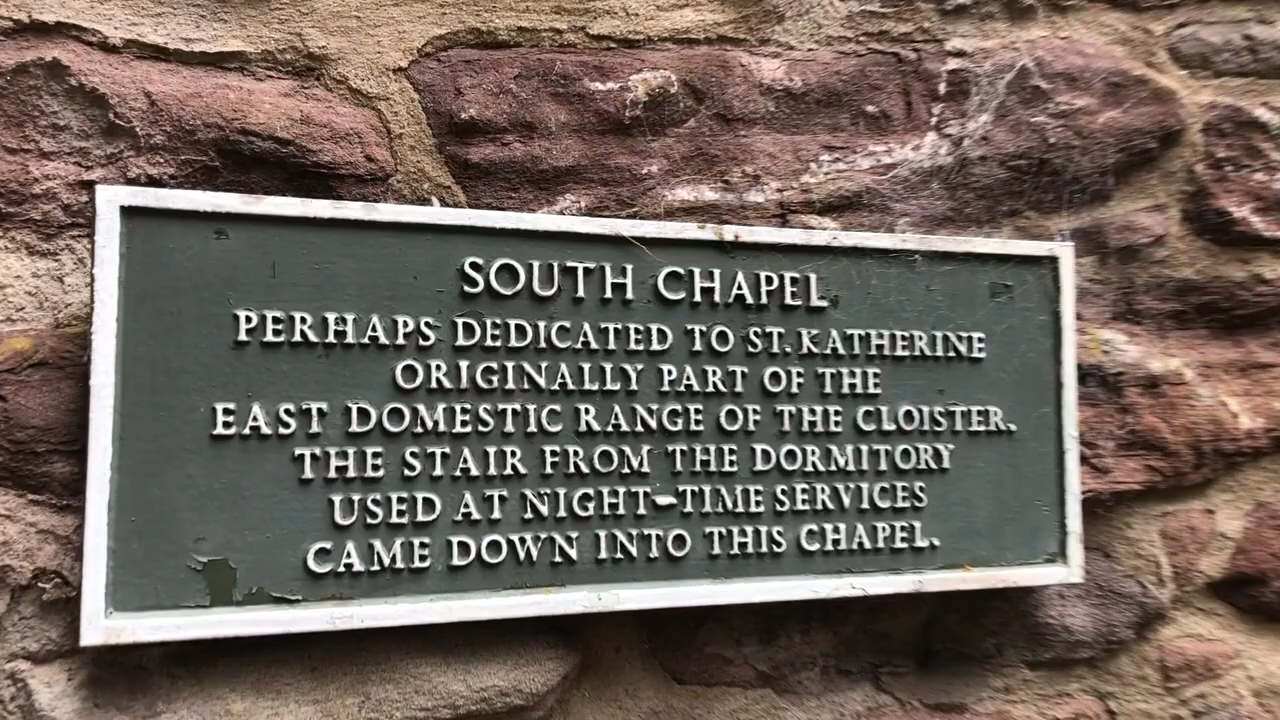 SOUTH CHAPEL
PERHAPS DEDICATED TO ST. KATHERINE
ORIGINALLY PART OF THE
EAST DOMESTIC RANGE OF THE CLOISTER.
THE STAIR FROM THE DORMITORY
USED AT NIGHT-TIME SERVICES
CAME DOWN INTO THIS CHAPEL.